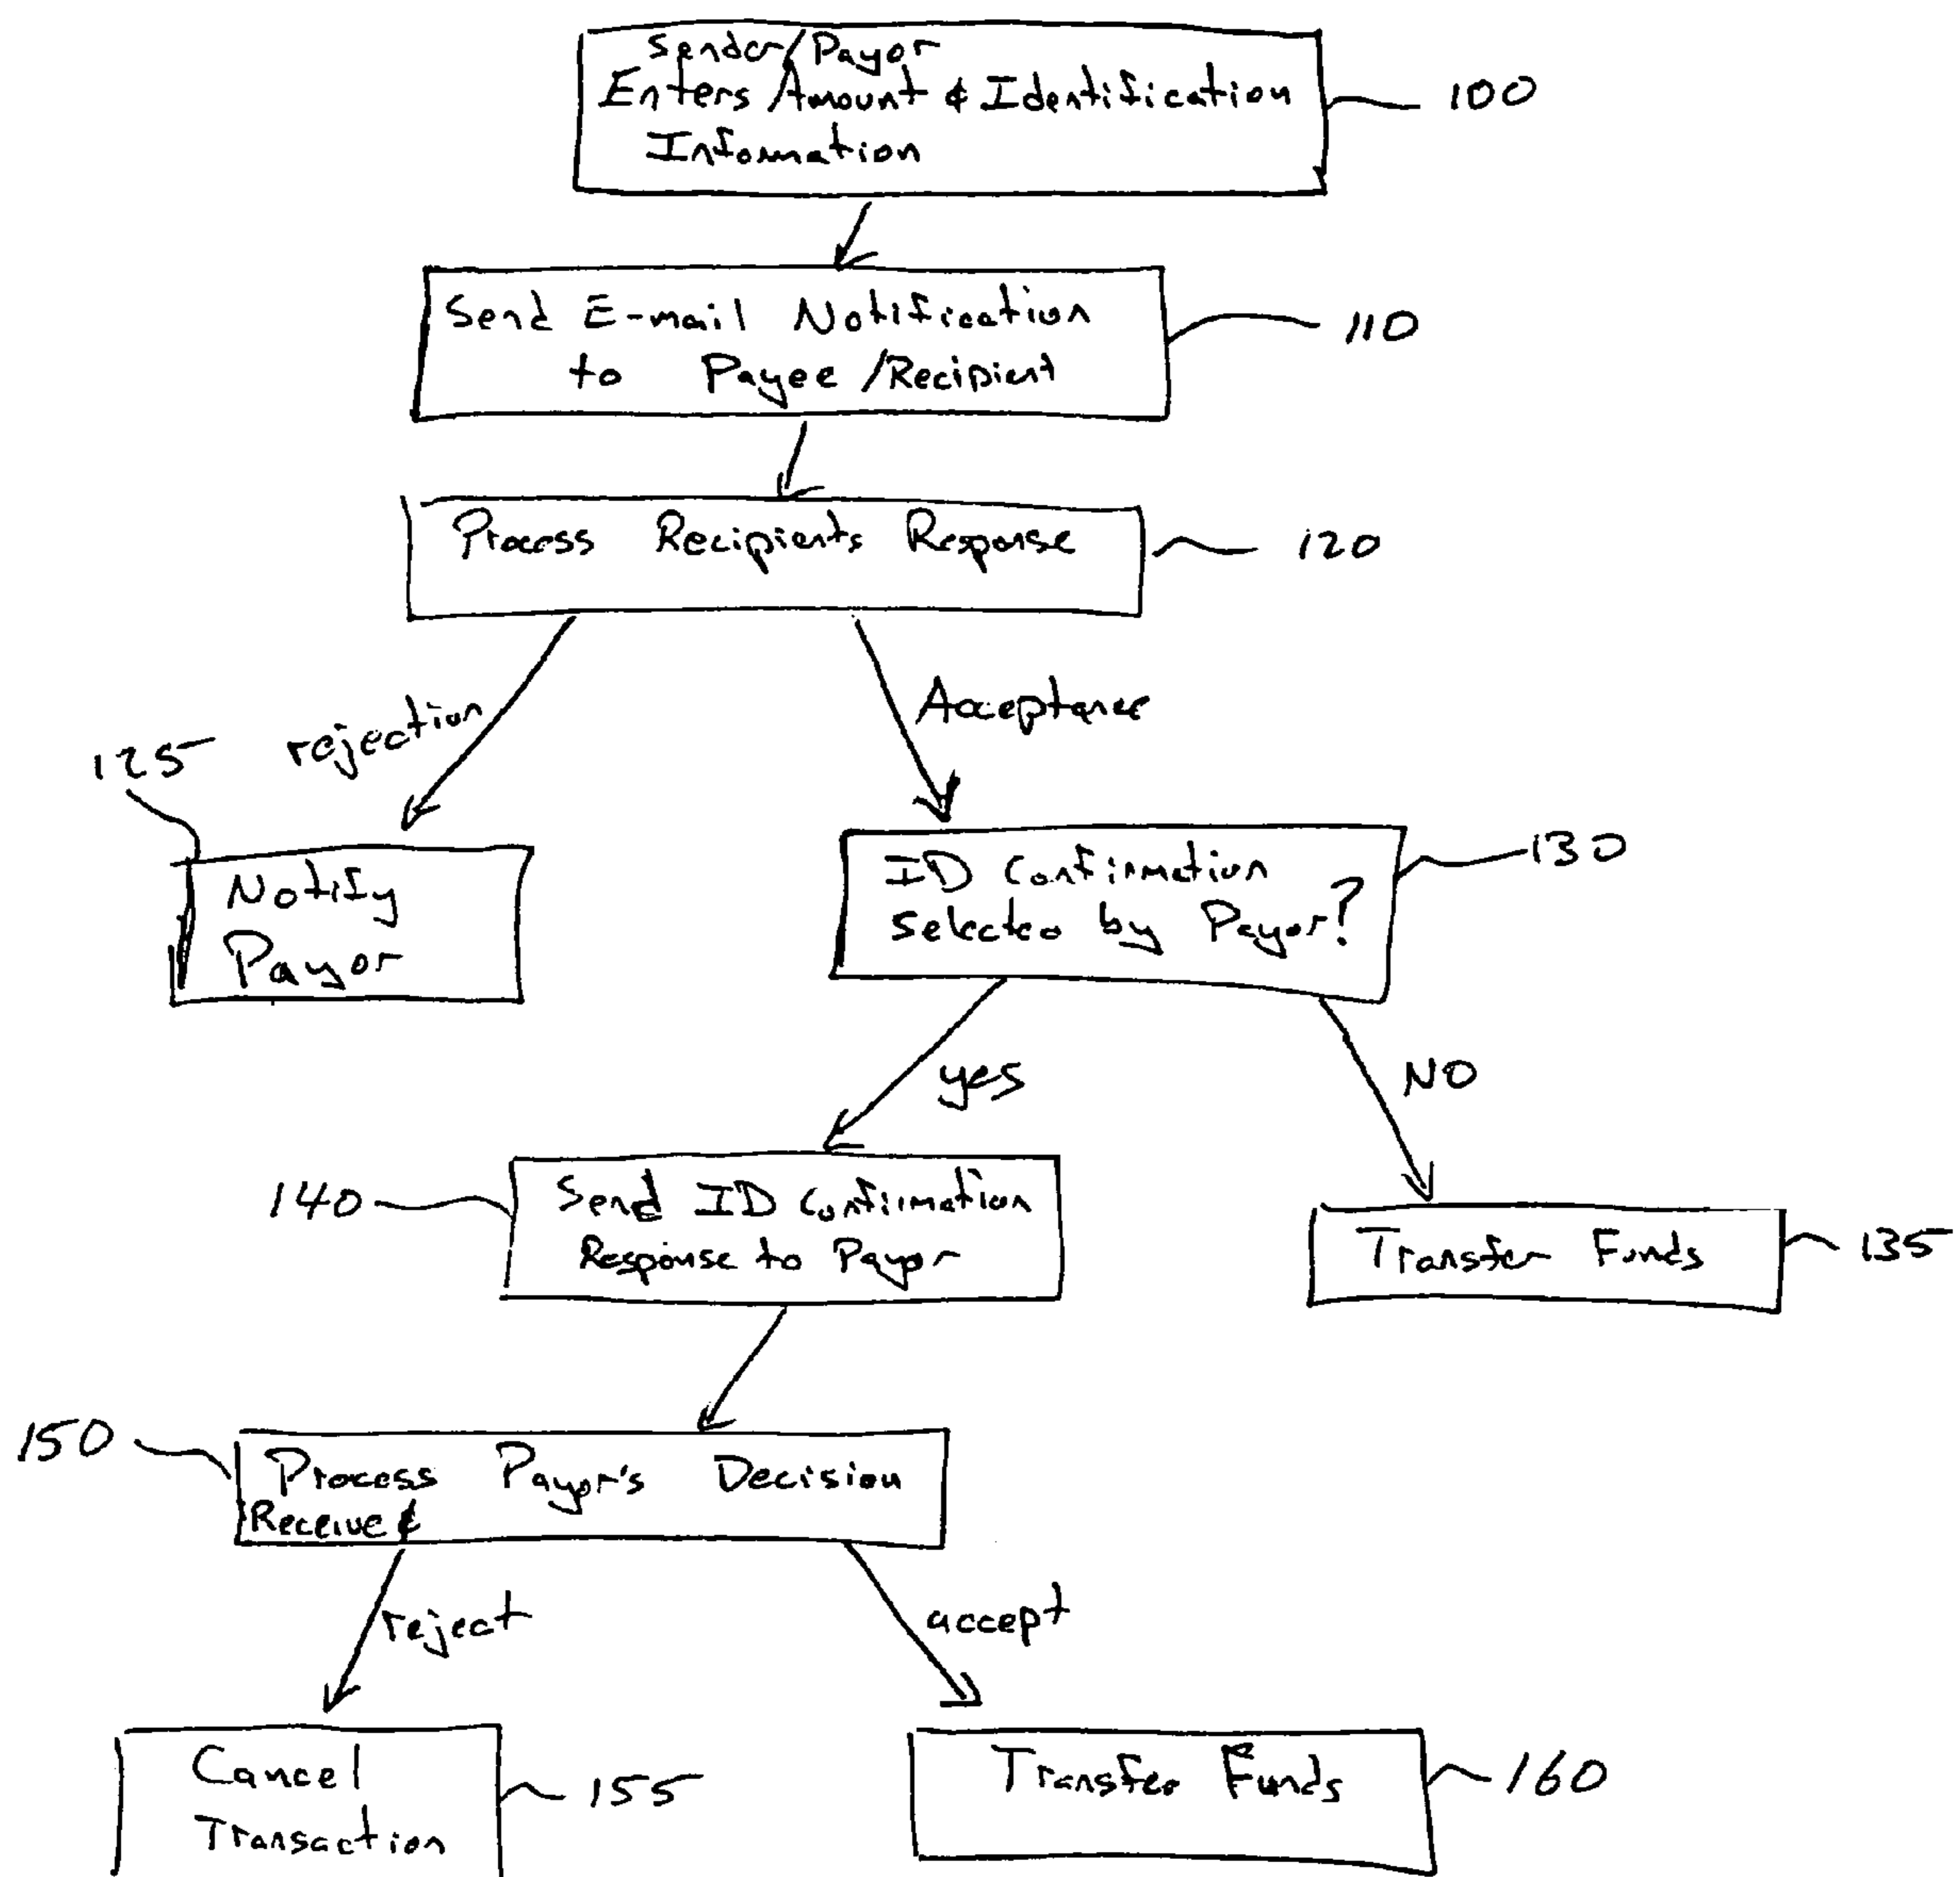 Sender/Payor
Enters Amount & Identification
Information
100
Send E-mail Notification
to Payee/Recipient
110
Process Recipients Response
120
rejection
Acceptance
125
Notify
Payor
ID Confirmation
selected by Payor?
130
yes
NO
140
Send ID Confirmation
Response to Payor
Transfer Funds
135
150
Process Payor's Decision
Receive &
reject
accept
Cancel
Transaction
155
Transfer Funds
160